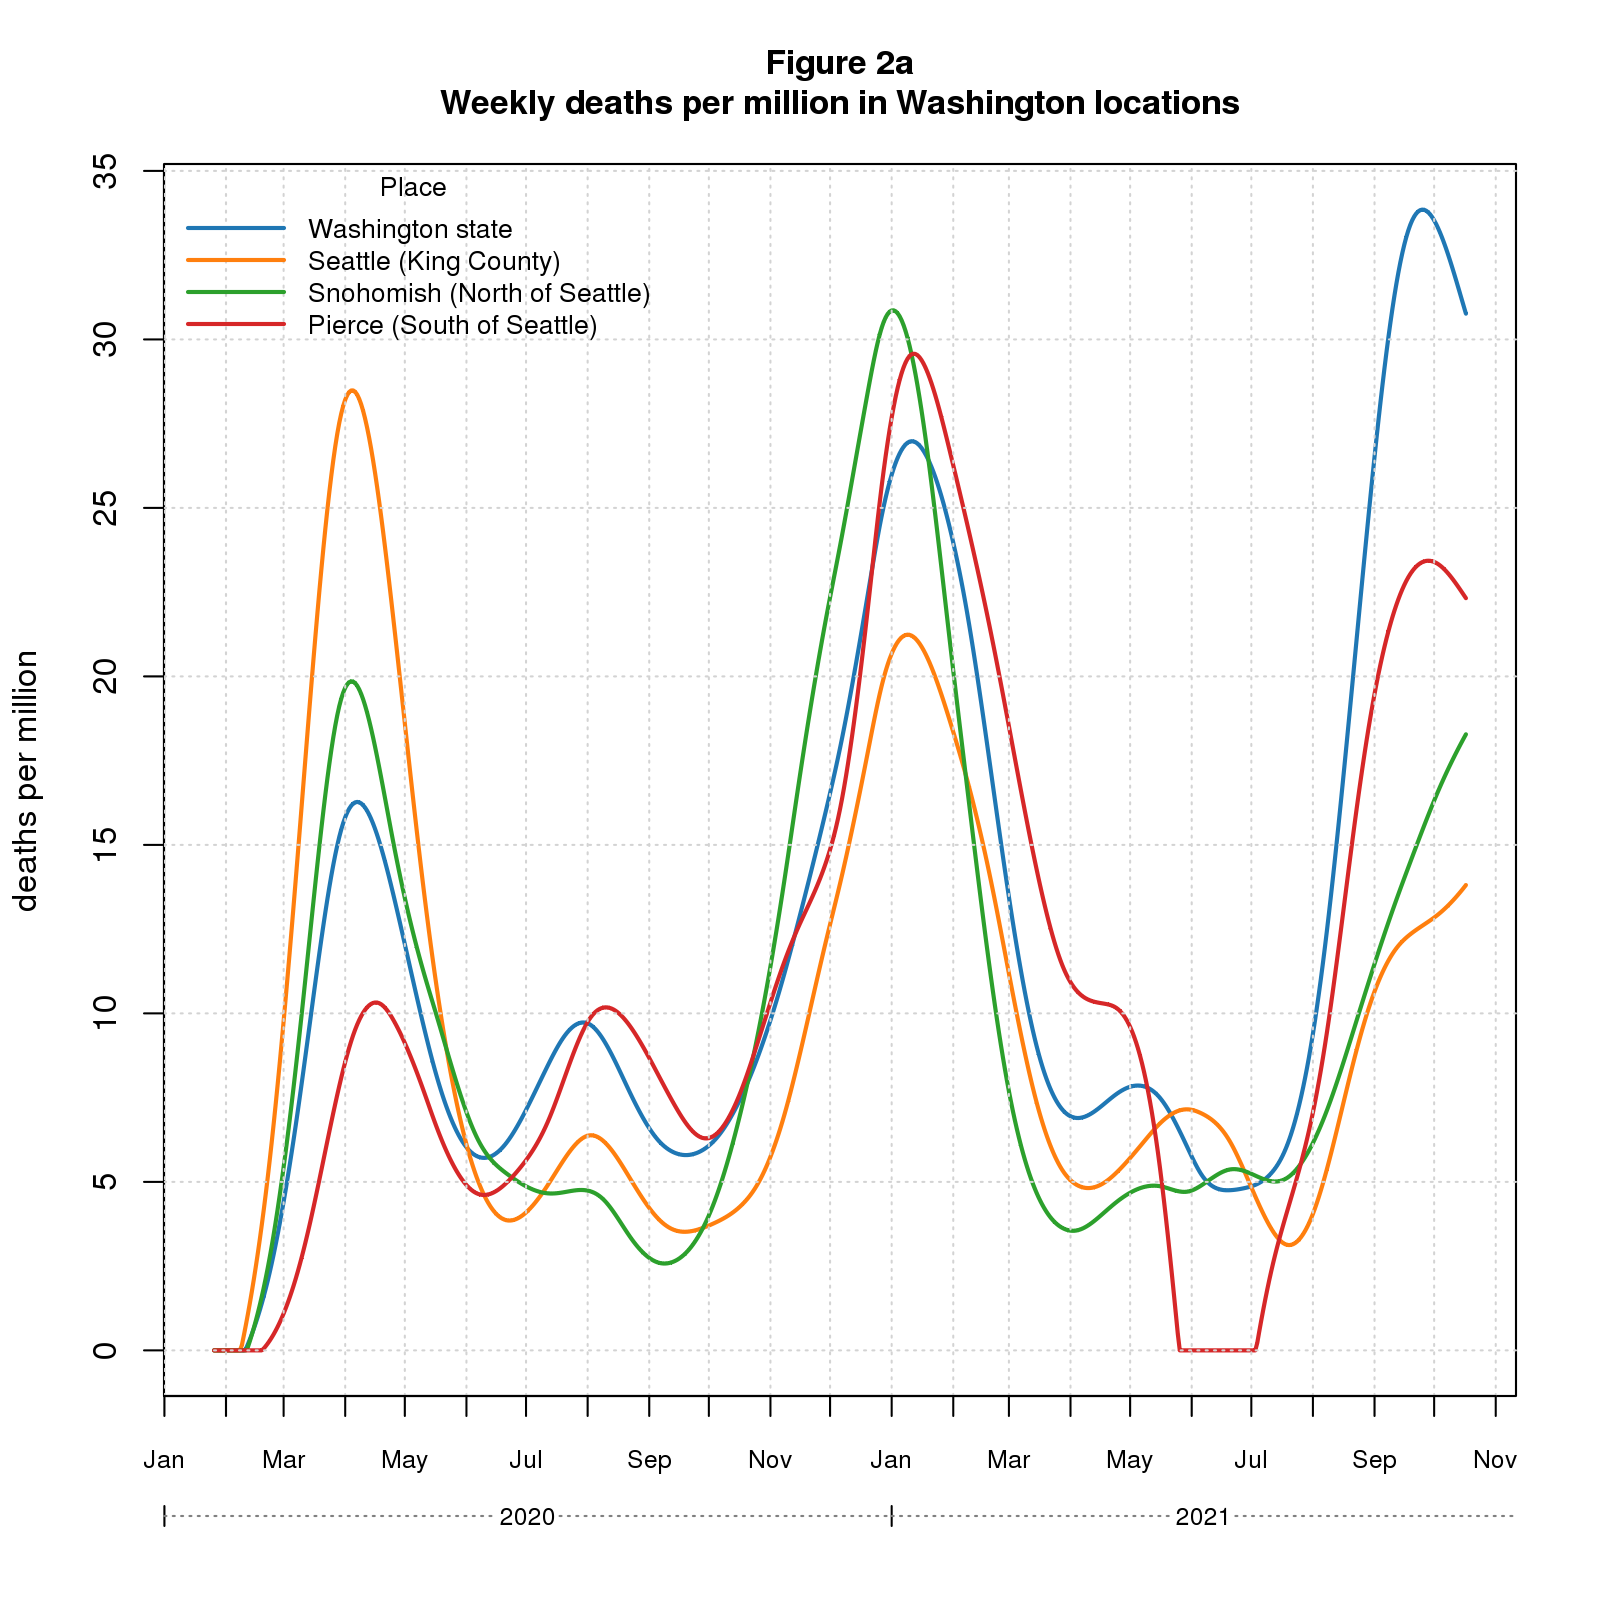 Figure 2a
Weekly deaths per million in Washington locations
Place
Washington state
Seattle (King County)
Snohomish (North of Seattle)
Pierce (South of Seattle)
deaths per million
35
30
25
20
15
10
5
0
Jan Mar May Jul Sep Nov Jan Mar May Jul Sep Nov
2020 2021